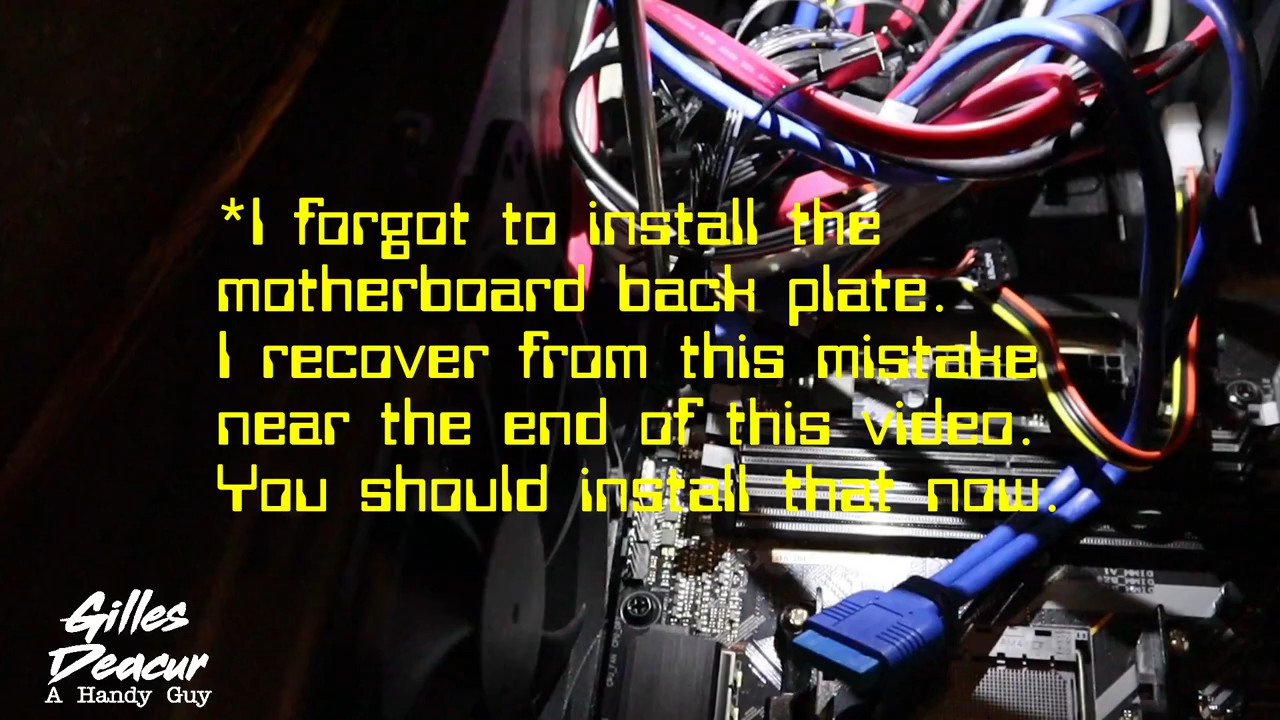 *I forgot to install the
motherboard back plate.
I recover from this mistake
near the end of this video.
You should install that now.
Gilles
Deacur
A Handy Guy